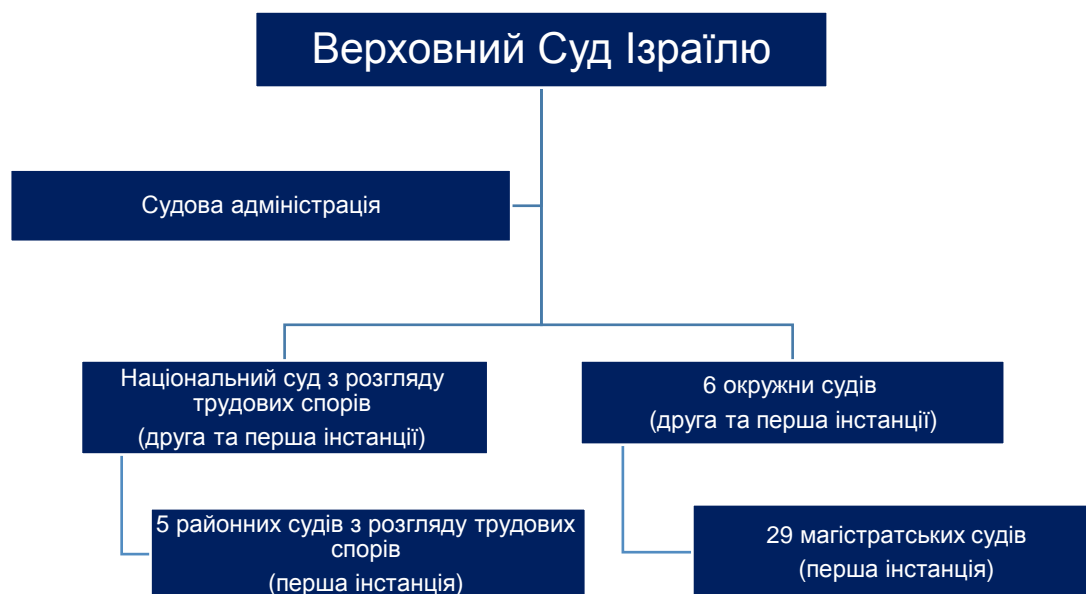 Верховний Суд Ізраїлю
Судова адміністрація
Національний суд з розгляду
трудових спорів
(друга та перша інстанції)
6 окружни судів
(друга та перша інстанції)
5 районних судів з розгляду трудових
спорів
(перша інстанція)
29 магістратських судів
(перша інстанція)